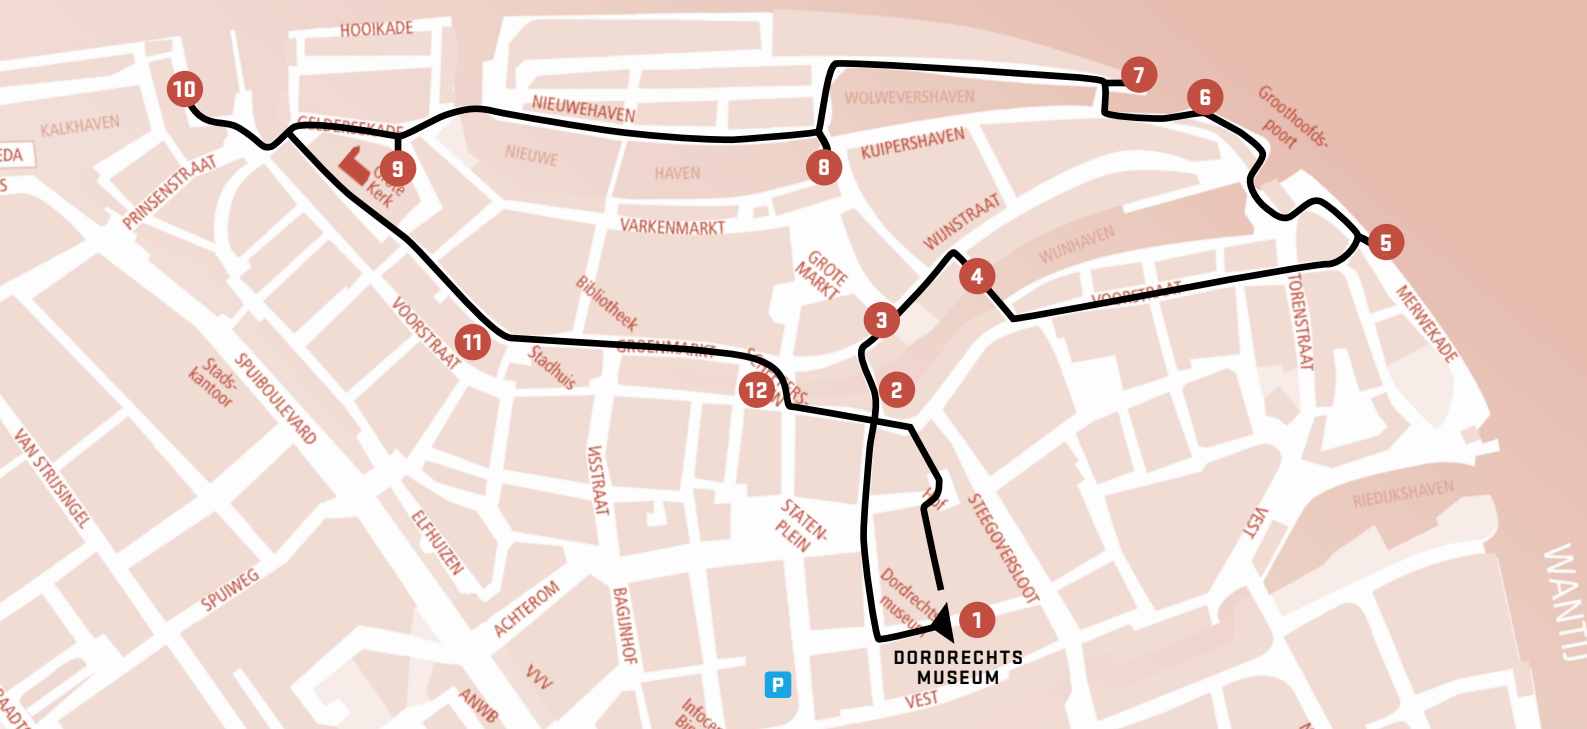 HOOIKADE
10
7
6
Groothoofds-
poort
NIEUWEHAVEN
WOLWEVERSHAVEN
KALKHAVEN
GELDERSEKADE
KUIPERSHAVEN
EDA
S
PRINSENSTRAAT
Grote
Kerk
9
NIEUWE
HAVEN
8
VARKENMARKT
WIJNSTRAAT
WIJNHAVEN
5
GROTE
MARKT
4
VOORSTRAAT
TORENSTRAAT
MERWEKADE
Bibliotheek
3
VOORSTRAAT
11
GROENMARKT
Stadhuis
12
2
Stads-
kantoor
SPUIBOULEVARD
VAN STRIJSINGEL
Hof
STEEGOVERSLOOT
VEST
RIEDIJKSHAVEN
STATEN-
PLEIN
ELFHUIZEN
WANTIJ
SPUIWEG
ACHTEROM
BAGIJNHOF
Dordrechts
museum
1
DORDRECHTS
MUSEUM
VVV
P
ANWB
VEST